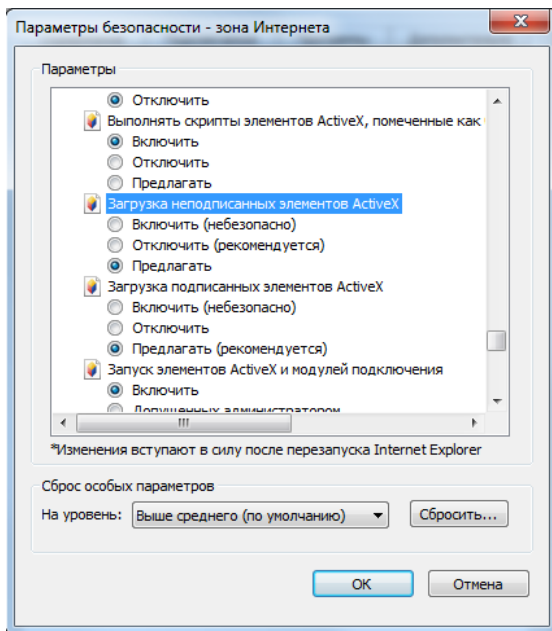 Параметры безопасности - зона Интернета
Параметры
Отключить
Выполнять скрипты элементов ActiveX, помеченные как
Включить
Отключить
Предлагать
Загрузка неподписанных элементов ActiveX
Включить (небезопасно)
Отключить (рекомендуется)
Предлагать
Загрузка подписанных элементов ActiveX
Включить (небезопасно)
Отключить
Предлагать (рекомендуется)
Запуск элементов ActiveX и модулей подключения
Включить
Допущенных администратором
*Изменения вступают в силу после перезапуска Internet Explorer
Сброс особых параметров
На уровень: Выше среднего (по умолчанию) Сбросить...
ОК Отмена